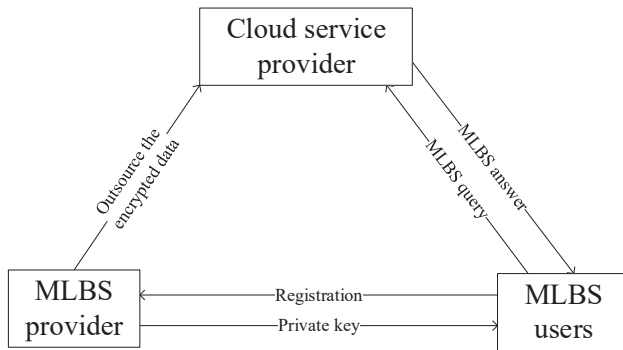 Cloud service
provider
Outsource the
encrypted data
MLBS query
MLBS answer
MLBS
provider
Registration
Private key
MLBS
users